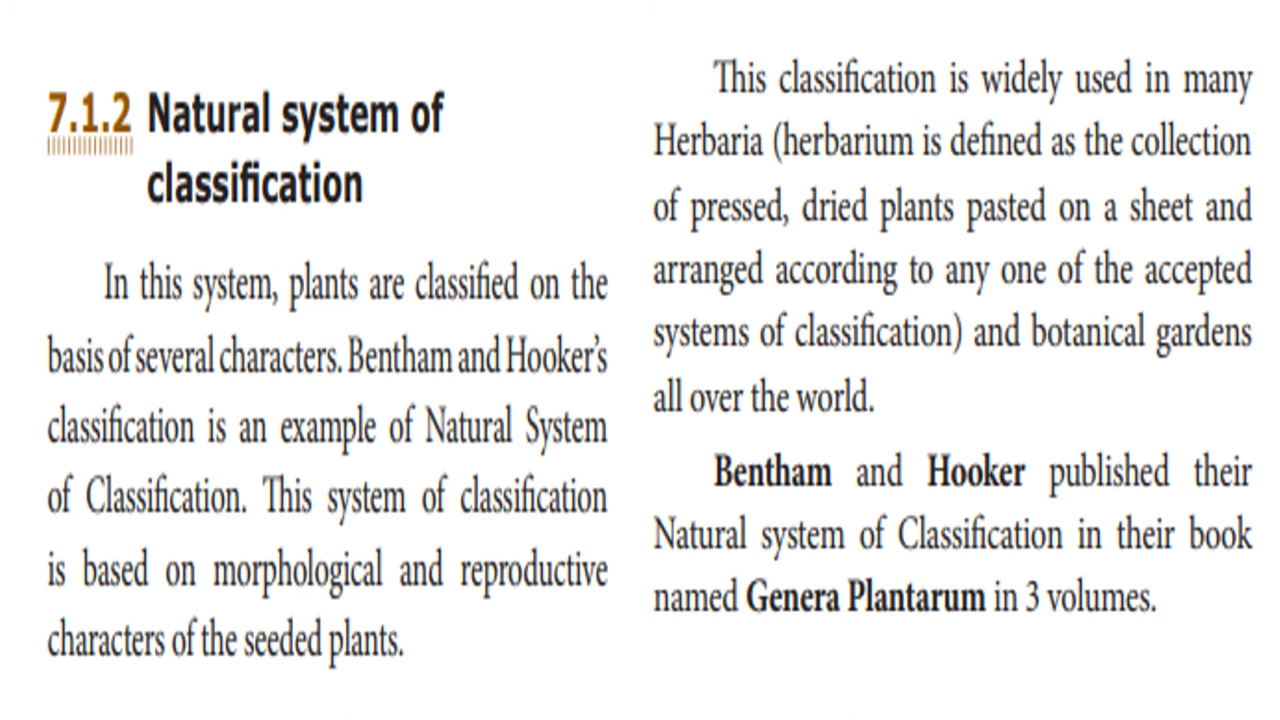 7.1.2 Natural system of
classification
In this system, plants are classified on the
basis of several characters. Bentham and Hooker’s
classification is an example of Natural System
of Classification. This system of classification
is based on morphological and reproductive
characters of the seeded plants.
This classification is widely used in many
Herbaria (herbarium is defined as the collection
of pressed, dried plants pasted on a sheet and
arranged according to any one of the accepted
systems of classification) and botanical gardens
all over the world.
Bentham and Hooker published their
Natural system of Classification in their book
named Genera Plantarum in 3 volumes.